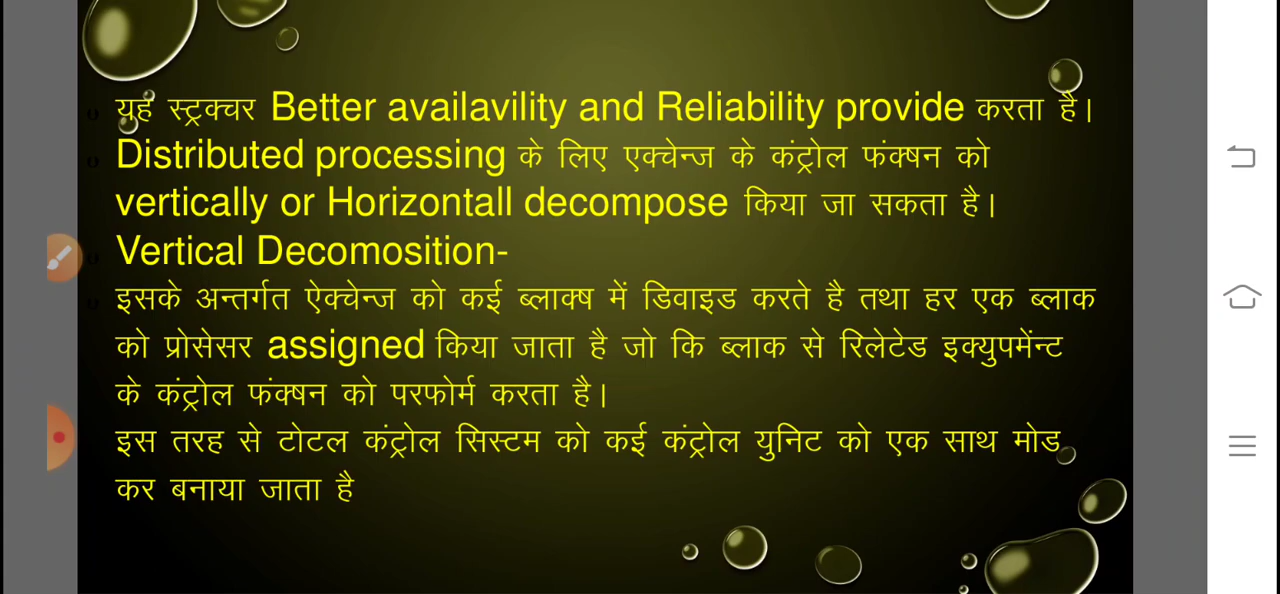 यह स्ट्रक्चर Better availavility and Reliability provide करता है।
Distributed processing के लिए एक्चेन्ज के कंट्रोल फंक्षन को
vertically or Horizontall decompose किया जा सकता है।
Vertical Decomosition-
इसके अन्तर्गत ऐक्चेन्ज को कई ब्लाक्ष में डिवाइड करते है तथा हर एक ब्लाक
को प्रोसेसर assigned किया जाता है जो कि ब्लाक से रिलेटेड इक्युपमेंन्ट
के कंट्रोल फंक्षन को परफोर्म करता है।
इस तरह से टोटल कंट्रोल सिस्टम को कई कंट्रोल युनिट को एक साथ मोड
कर बनाया जाता है